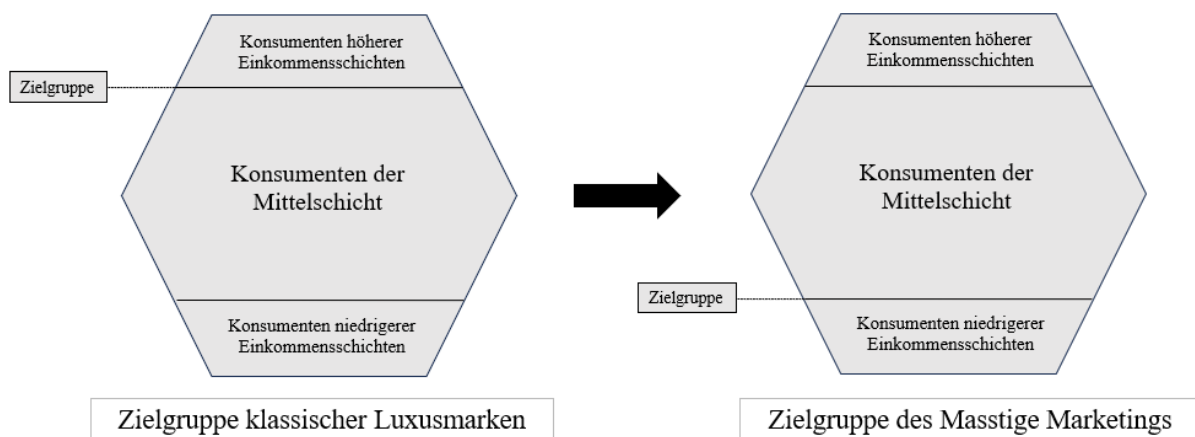 Konsumenten höherer
Einkommensschichten
Zielgruppe
Konsumenten der
Mittelschicht
Konsumenten niedrigerer
Einkommensschichten
Zielgruppe klassischer Luxusmarken
Konsumenten höherer
Einkommensschichten
Konsumenten der
Mittelschicht
Zielgruppe
Konsumenten niedrigerer
Einkommensschichten
Zielgruppe des Masstige Marketings